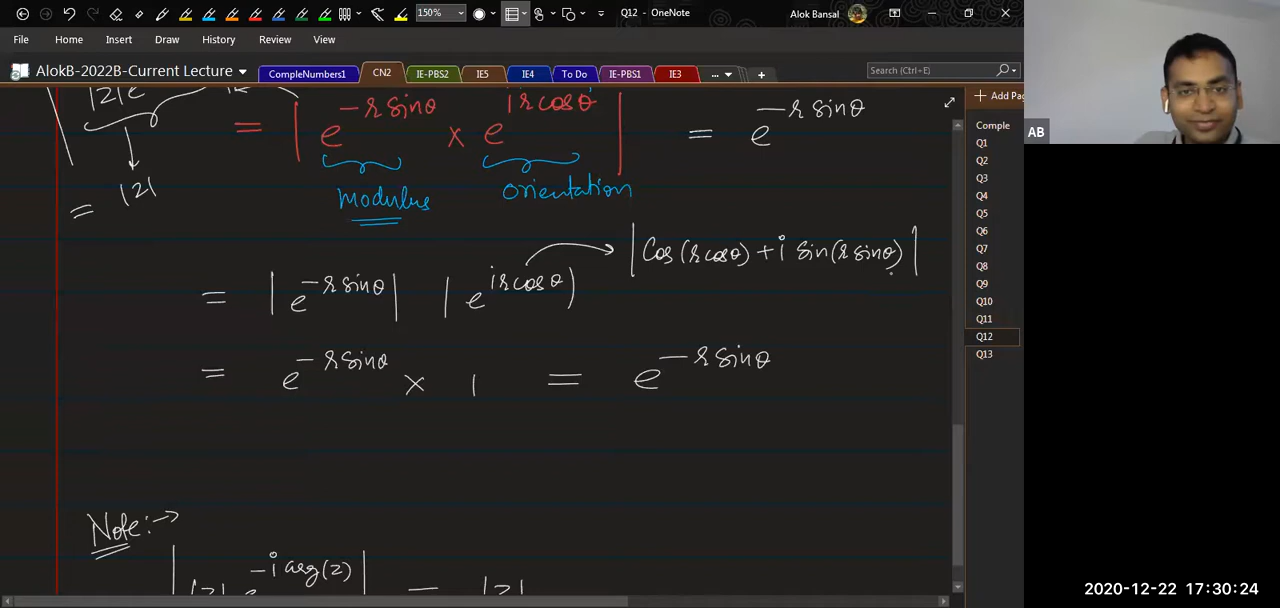 150%
Q12 - OneNote
Alok Bansal
File Home Insert Draw History Review View
AlokB-2022B-Current Lecture CompleNumbers1 CN2 IE-PBS2 IE5 IE4 To Do IE-PBS1 IE3 ... + Search (Ctrl+E)
+ Add Pag
AB
Comple
Q1
Q2
Q3
Q4
Q5
Q6
Q7
Q8
Q9
Q10
Q11
Q12
Q13
|z|e
= |z|
= | e^{-r sinθ} × e^{i r cosθ} | = e^{-r sinθ}
modulus orientation
= |e^{-r sinθ}| |e^{i r cosθ}| → |Cos(r cosθ) + i sin(r sinθ)|
= e^{-r sinθ} × 1 = e^{-r sinθ}
Note:→
| |z| e^{-i arg(z)} | = |z|
2020-12-22 17:30:24